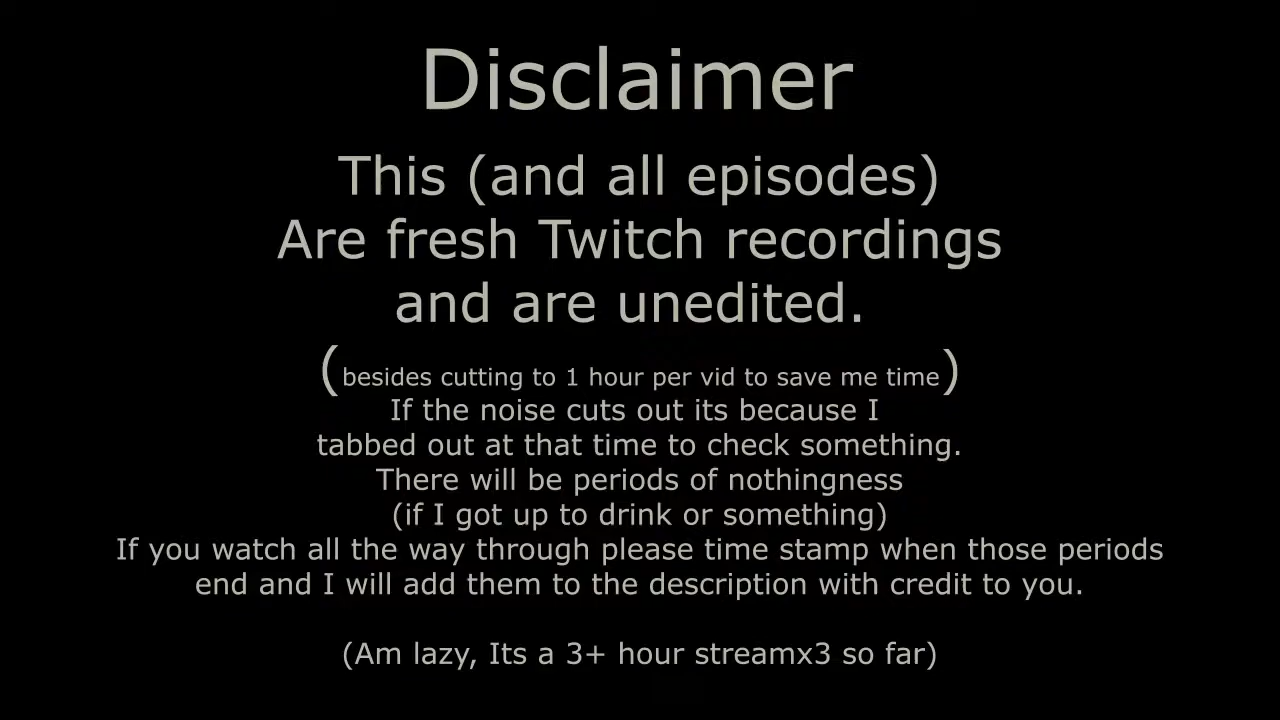 Disclaimer
This (and all episodes)
Are fresh Twitch recordings
and are unedited.
(besides cutting to 1 hour per vid to save me time)
If the noise cuts out its because I
tabbed out at that time to check something.
There will be periods of nothingness
(if I got up to drink or something)
If you watch all the way through please time stamp when those periods
end and I will add them to the description with credit to you.
(Am lazy, Its a 3+ hour streamx3 so far)